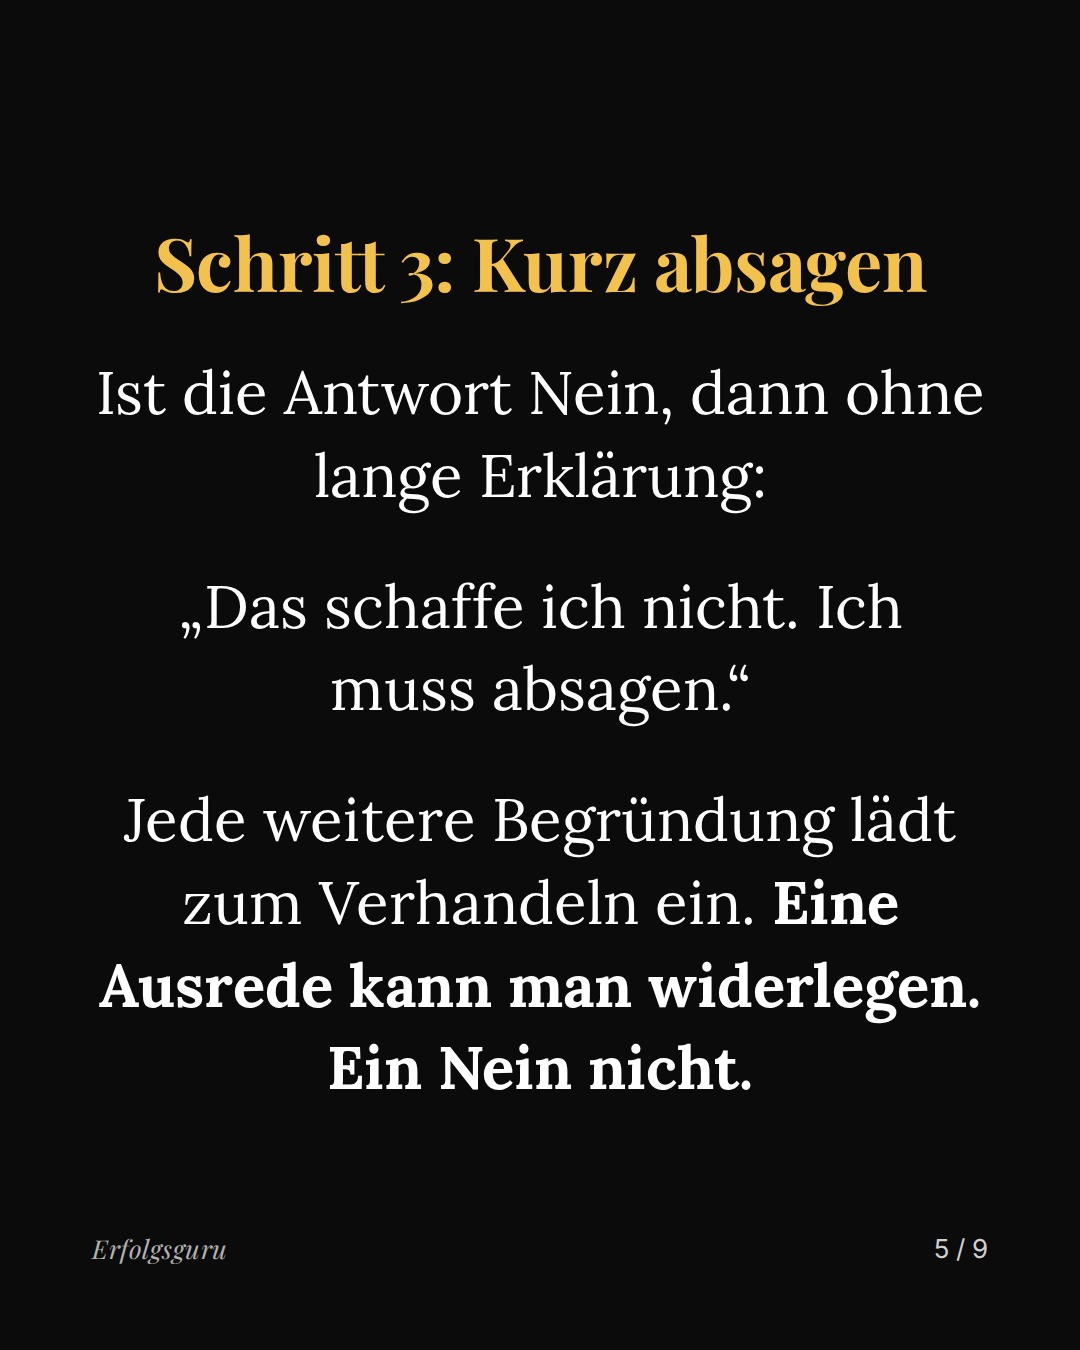 Schritt 3: Kurz absagen
Ist die Antwort Nein, dann ohne
lange Erklärung:
„Das schaffe ich nicht. Ich
muss absagen.“
Jede weitere Begründung lädt
zum Verhandeln ein. Eine
Ausrede kann man widerlegen.
Ein Nein nicht.
Erfolgsguru
5 / 9